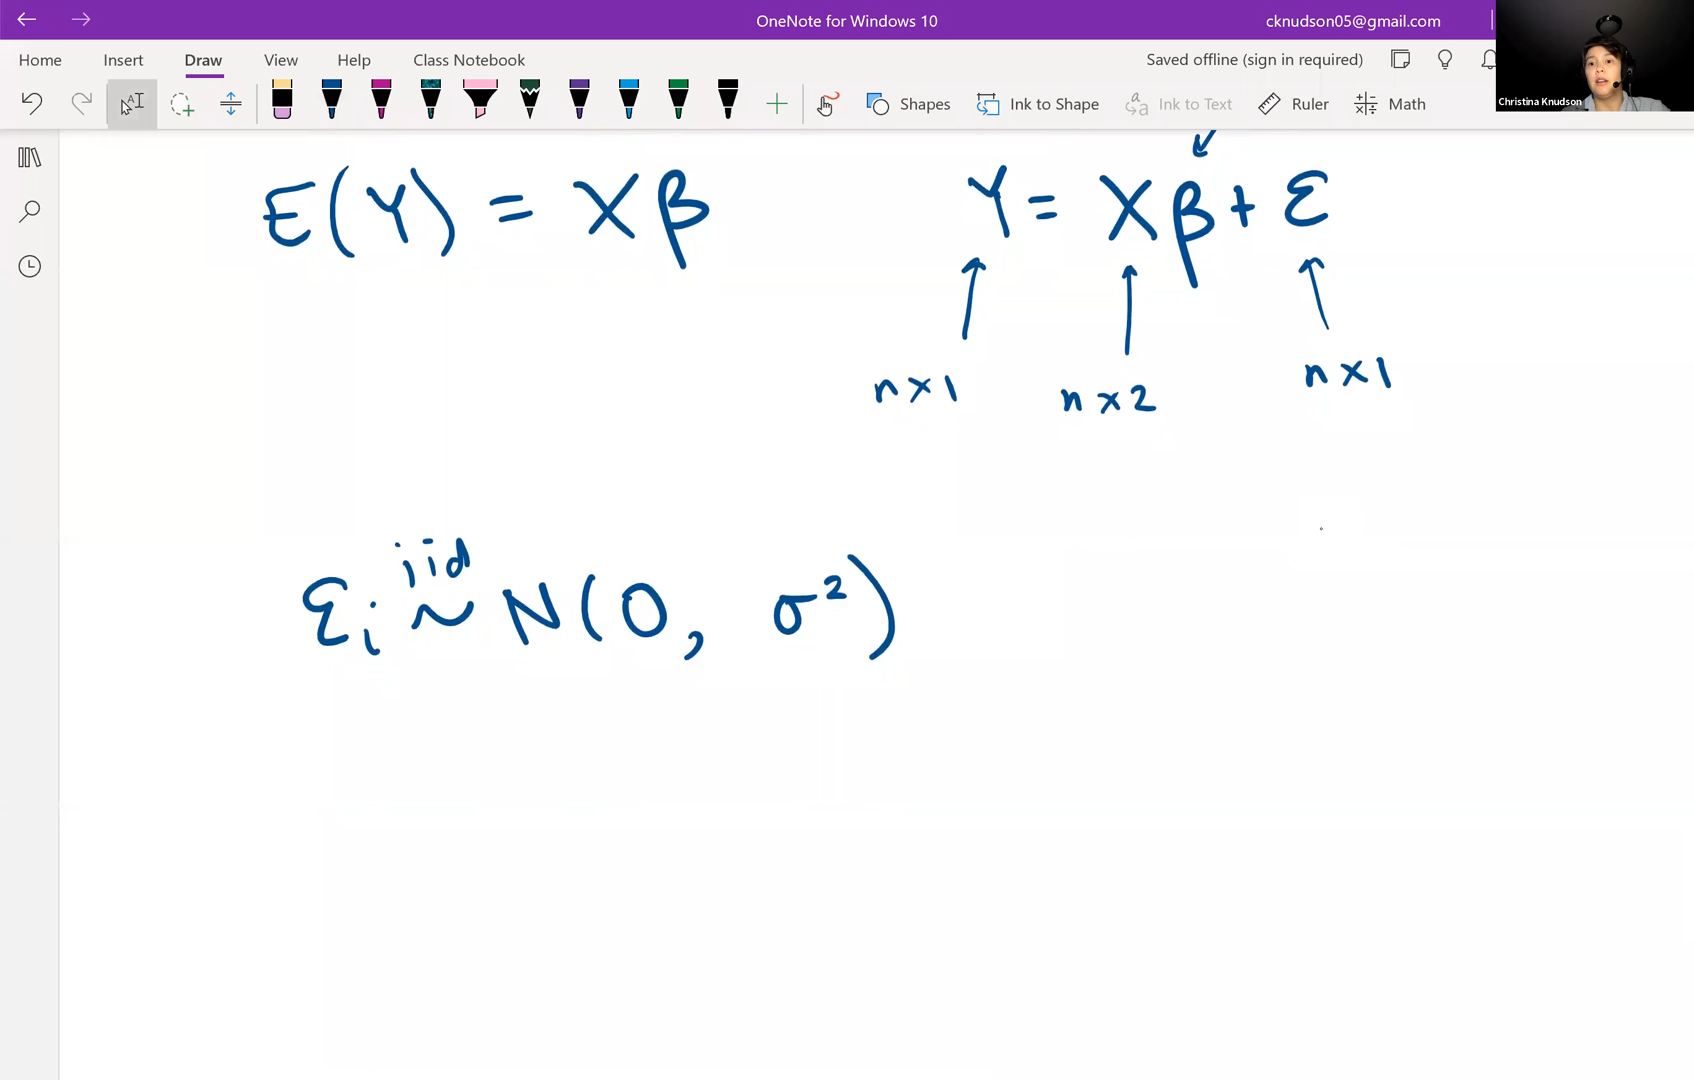 OneNote for Windows 10
cknudson05@gmail.com
Home Insert Draw View Help Class Notebook
Saved offline (sign in required)
Christina Knudson
Shapes Ink to Shape Ink to Text Ruler Math
E(Y) = Xβ
Y = Xβ + ε
n×1 n×2 n×1
εᵢ iid ~ N(0, σ²)